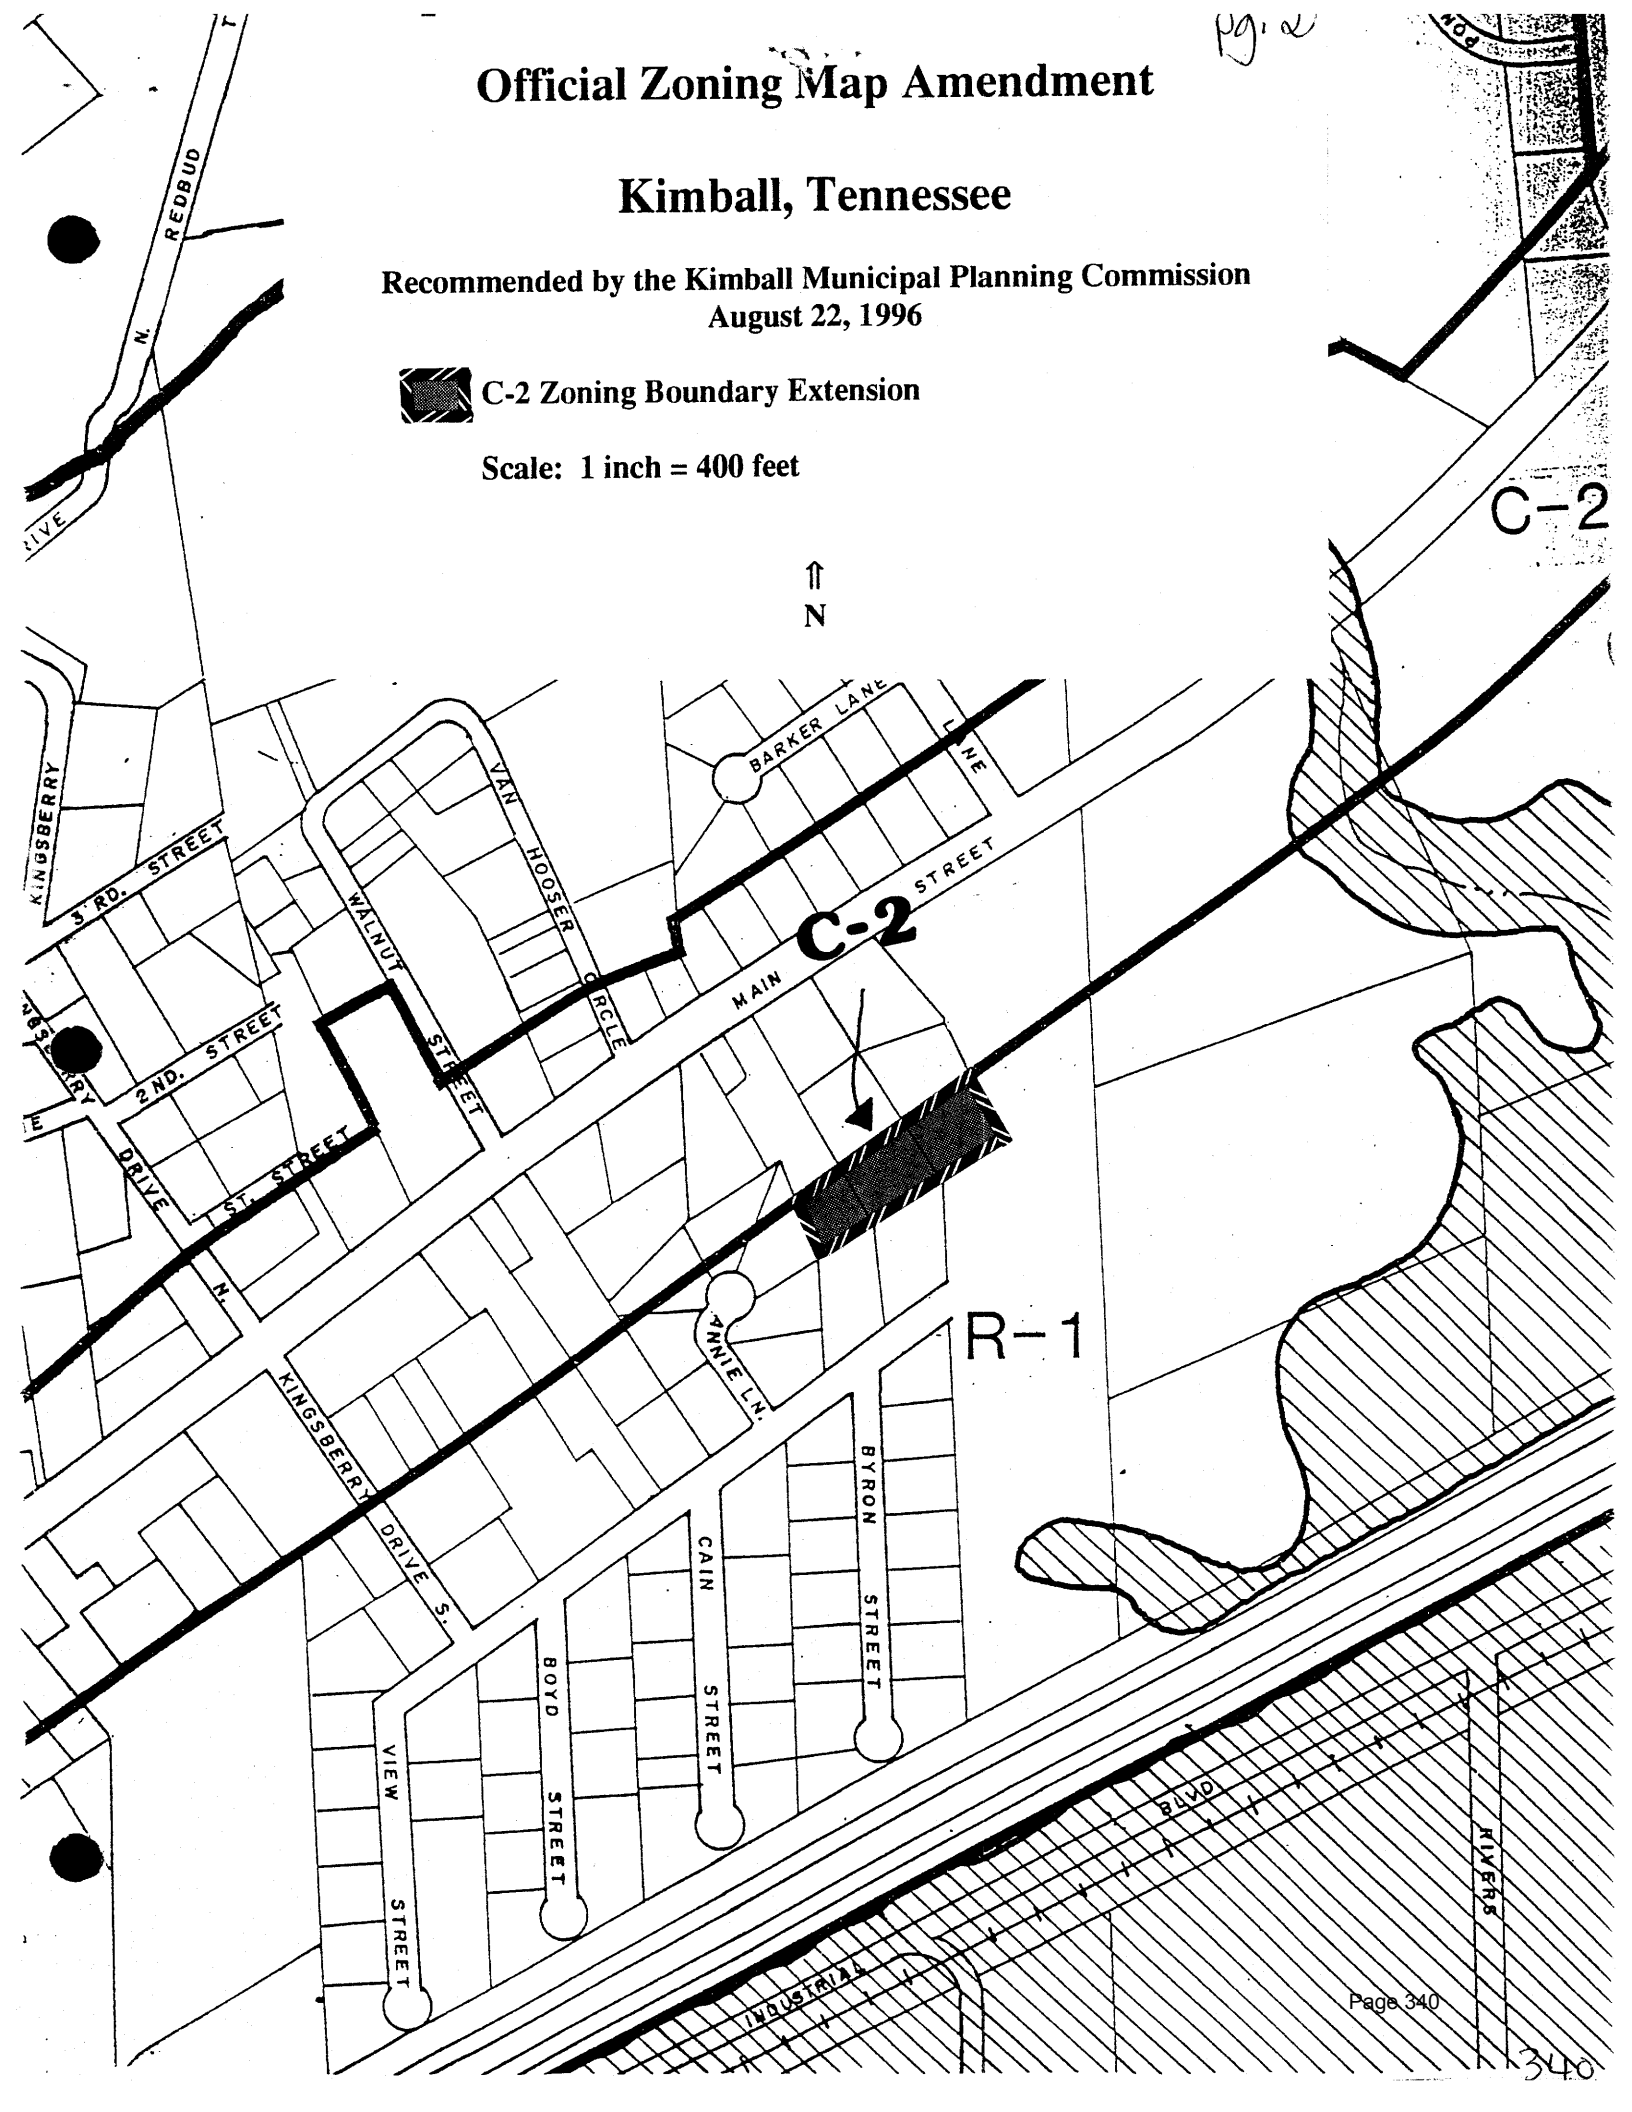 pg. 2
Official Zoning Map Amendment
Kimball, Tennessee
Recommended by the Kimball Municipal Planning Commission
August 22, 1996
C-2 Zoning Boundary Extension
Scale: 1 inch = 400 feet
⇑
N
N. REDBUD
C-2
KINGSBERRY
3 RD. STREET
2 ND. STREET
ST. STREET
DRIVE N.
WALNUT STREET
VAN HOOSER CIRCLE
BARKER LANE
LANE
MAIN STREET
C-2
R-1
ANNIE LN.
KINGSBERRY DRIVE S.
VIEW STREET
BOYD STREET
CAIN STREET
BYRON STREET
INDUSTRIAL BLVD
RIVERS
Page 340
340